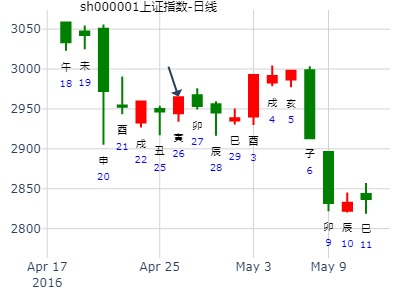 sh000001上证指数-日线
3050
3000
2950
2900
2850
2800
午
18
未
19
申
20
酉
21
戌
22
丑
25
寅
26
卯
27
辰
28
巳
29
酉
3
戌
4
亥
5
子
6
卯
9
辰
10
巳
11
Apr 17
2016
Apr 25
May 3
May 9